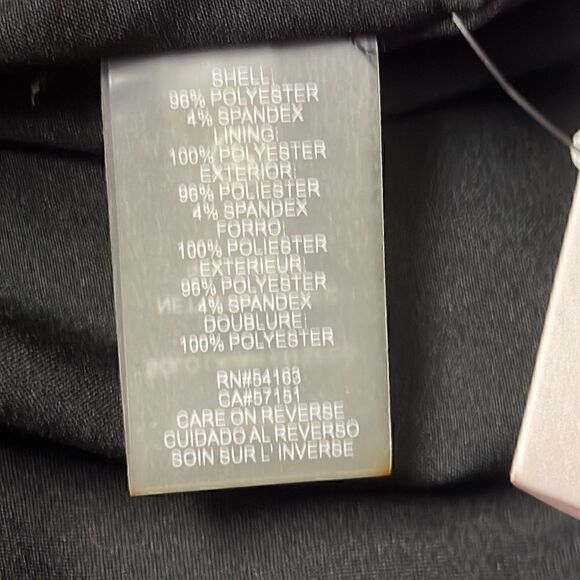 SHELL:
96% POLYESTER
4% SPANDEX
LINING:
100% POLYESTER
EXTERIOR:
96% POLIESTER
4% SPANDEX
FORRO:
100% POLIESTER
EXTERIEUR:
96% POLYESTER
4% SPANDEX
DOUBLURE:
100% POLYESTER
RN#54163
CA#57151
CARE ON REVERSE
CUIDADO AL REVERSO
SOIN SUR L' INVERSE